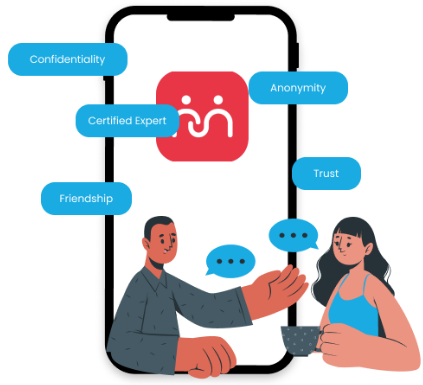 Confidentiality
Anonymity
Certified Expert
Trust
Friendship